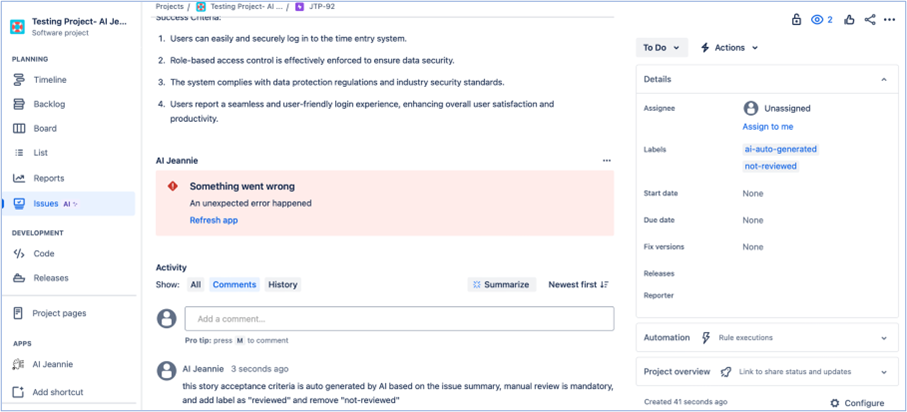 Projects / Testing Project- AI Je... / JTP-92
Testing Project- AI Je...
Software project
2
PLANNING
Timeline
Backlog
Board
List
Reports
Issues AI
DEVELOPMENT
Code
Releases
Project pages
APPS
AI Jeannie
Add shortcut
Success Criteria:
1. Users can easily and securely log in to the time entry system.
2. Role-based access control is effectively enforced to ensure data security.
3. The system complies with data protection regulations and industry security standards.
4. Users report a seamless and user-friendly login experience, enhancing overall user satisfaction and
productivity.
AI Jeannie
Something went wrong
An unexpected error happened
Refresh app
Activity
Show: All Comments History Summarize Newest first
Add a comment...
Pro tip: press M to comment
AI Jeannie 3 seconds ago
this story acceptance criteria is auto generated by AI based on the issue summary, manual review is mandatory,
and add label as "reviewed" and remove "not-reviewed"
To Do Actions
Details
Assignee Unassigned
Assign to me
Labels ai-auto-generated
not-reviewed
Start date None
Due date None
Fix versions None
Releases
Reporter
Automation Rule executions
Project overview Link to share status and updates
Created 41 seconds ago Configure